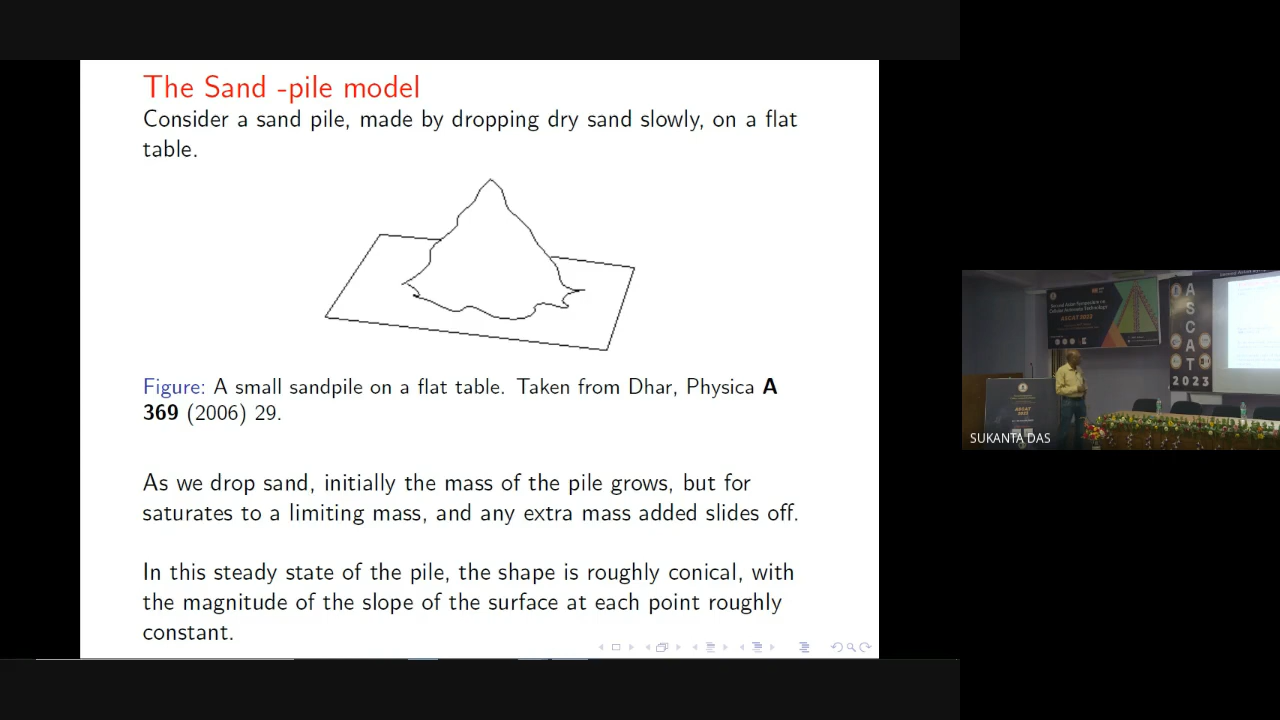 The Sand -pile model
Consider a sand pile, made by dropping dry sand slowly, on a flat
table.
Figure: A small sandpile on a flat table. Taken from Dhar, Physica A
369 (2006) 29.
As we drop sand, initially the mass of the pile grows, but for
saturates to a limiting mass, and any extra mass added slides off.
In this steady state of the pile, the shape is roughly conical, with
the magnitude of the slope of the surface at each point roughly
constant.
ASCAT
2023
SUKANTA DAS